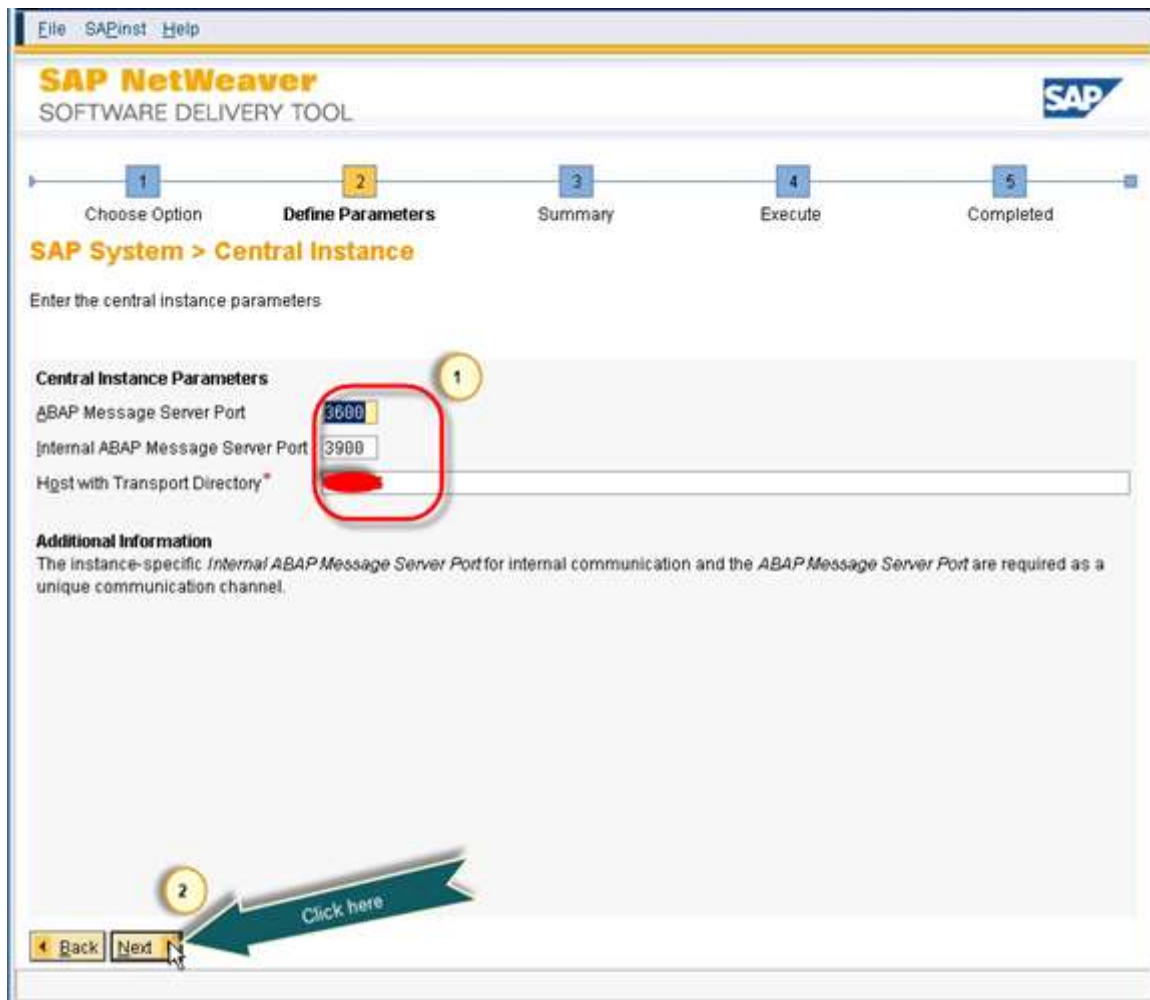 File SAPinst Help
SAP NetWeaver
SOFTWARE DELIVERY TOOL
SAP
1 2 3 4 5
Choose Option Define Parameters Summary Execute Completed
SAP System > Central Instance
Enter the central instance parameters
Central Instance Parameters
1
ABAP Message Server Port 3600
Internal ABAP Message Server Port 3900
Host with Transport Directory*
Additional Information
The instance-specific Internal ABAP Message Server Port for internal communication and the ABAP Message Server Port are required as a
unique communication channel.
2
Click here
Back Next